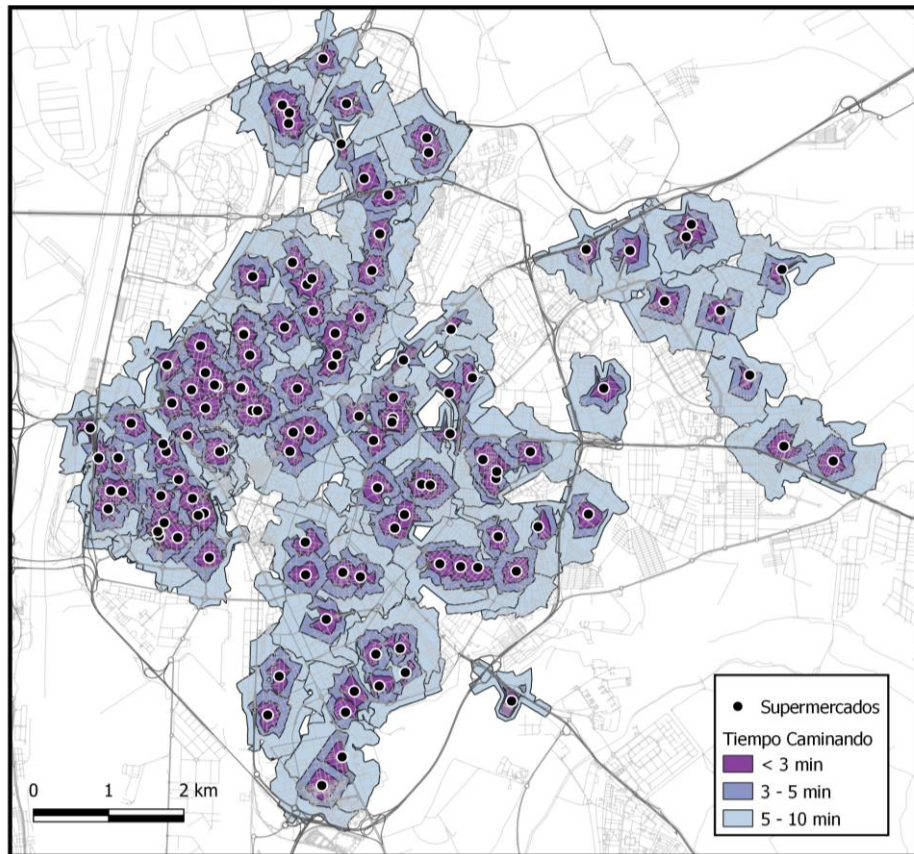 Supermercados
Tiempo Caminando
< 3 min
3 - 5 min
5 - 10 min
0 1 2 km